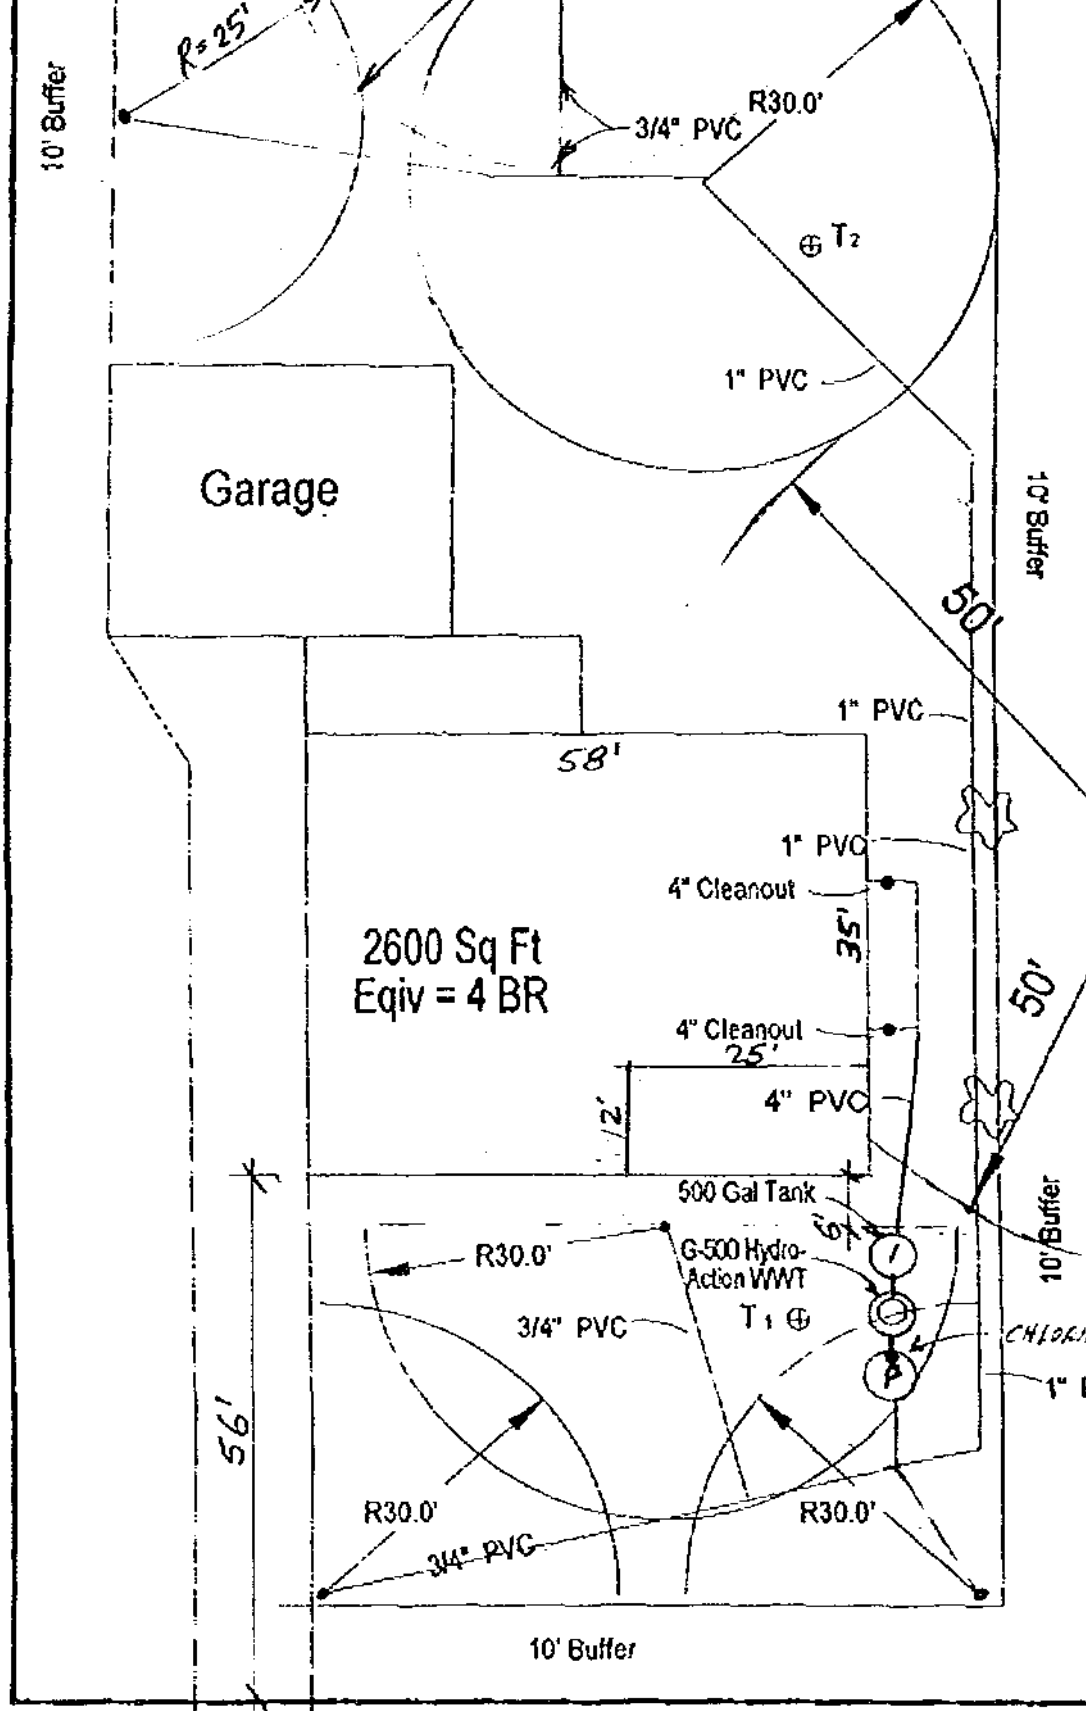 R=25'
10' Buffer
R30.0'
3/4" PVC
T2
1" PVC
Garage
10' Buffer
50'
1" PVC
58'
1" PVC
4" Cleanout
35'
2600 Sq Ft
Eqiv = 4 BR
50'
4" Cleanout
25'
4" PVC
12'
500 Gal Tank
6'
10' Buffer
R30.0'
G-500 Hydro-
Action WWT
T1
3/4" PVC
P
1"
56'
R30.0'
R30.0'
3/4" PVC
10' Buffer